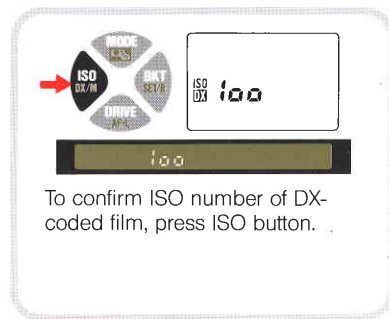 MODE
ISO
DX/M
BKT
SET/R
DRIVE
AF-L
ISO
DX 100
100
To confirm ISO number of DX-
coded film, press ISO button.